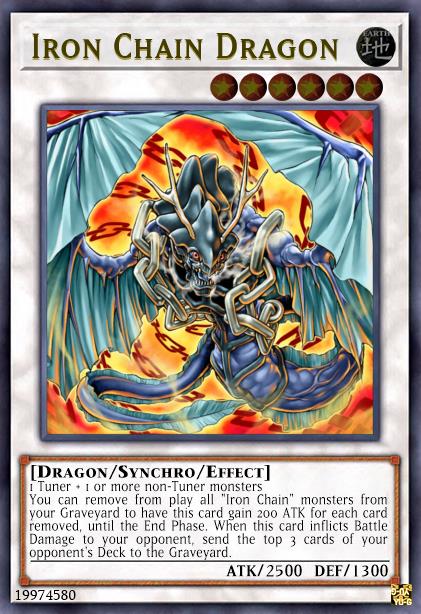 IRON CHAIN DRAGON
EARTH
地
[DRAGON/SYNCHRO/EFFECT]
1 Tuner + 1 or more non-Tuner monsters
You can remove from play all "Iron Chain" monsters from
your Graveyard to have this card gain 200 ATK for each card
removed, until the End Phase. When this card inflicts Battle
Damage to your opponent, send the top 3 cards of your
opponent's Deck to the Graveyard.
ATK/2500 DEF/1300
19974580